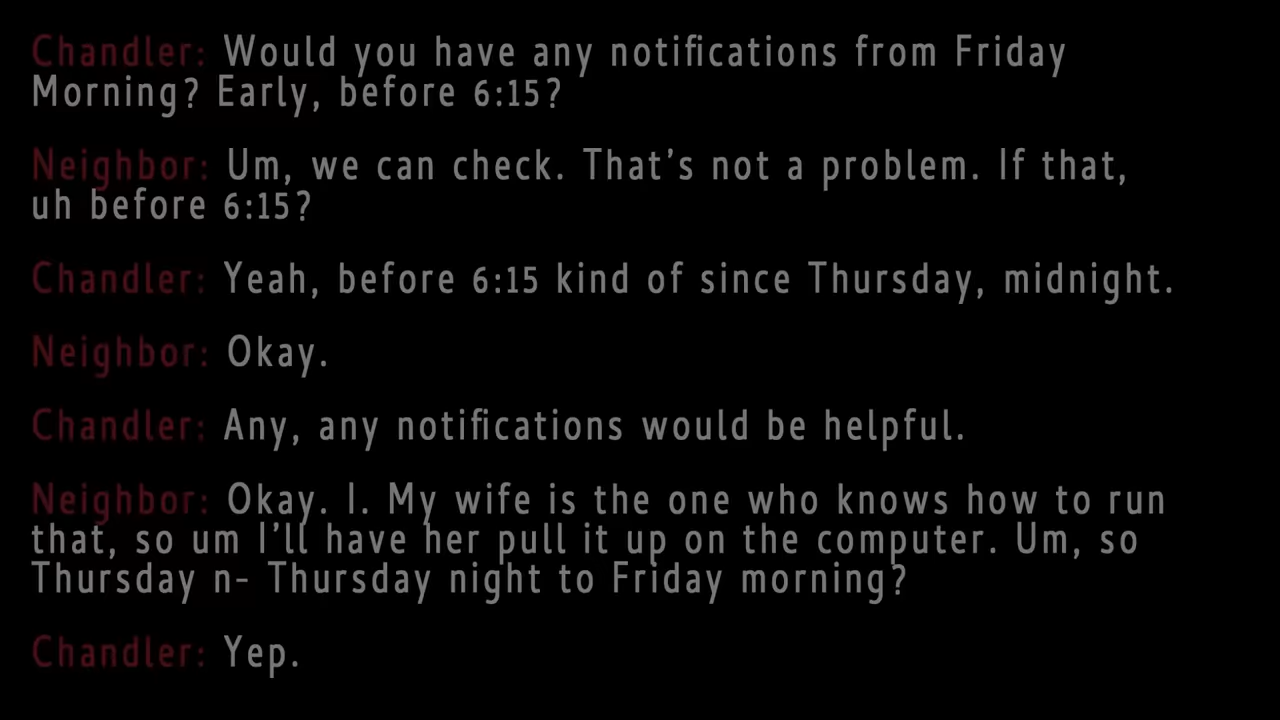 Chandler: Would you have any notifications from Friday
Morning? Early, before 6:15?
Neighbor: Um, we can check. That’s not a problem. If that,
uh before 6:15?
Chandler: Yeah, before 6:15 kind of since Thursday, midnight.
Neighbor: Okay.
Chandler: Any, any notifications would be helpful.
Neighbor: Okay. I. My wife is the one who knows how to run
that, so um I’ll have her pull it up on the computer. Um, so
Thursday n- Thursday night to Friday morning?
Chandler: Yep.